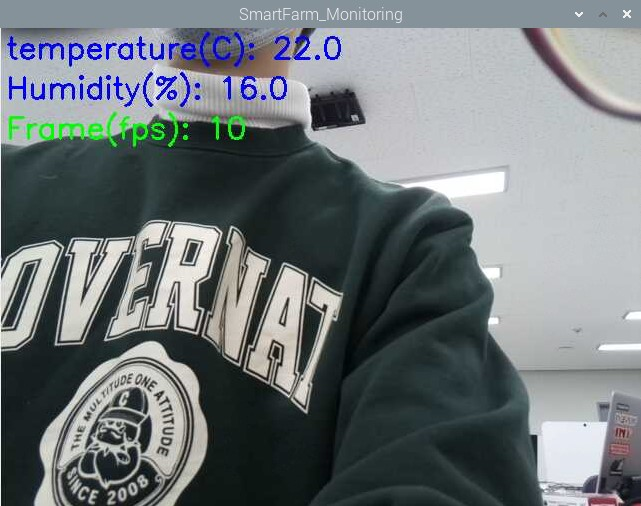 SmartFarm_Monitoring
temperature(C): 22.0
Humidity(%): 16.0
Frame(fps): 10
OVERNAT
THE MULTITUDE ONE ATTITUDE
C
SINCE 2008